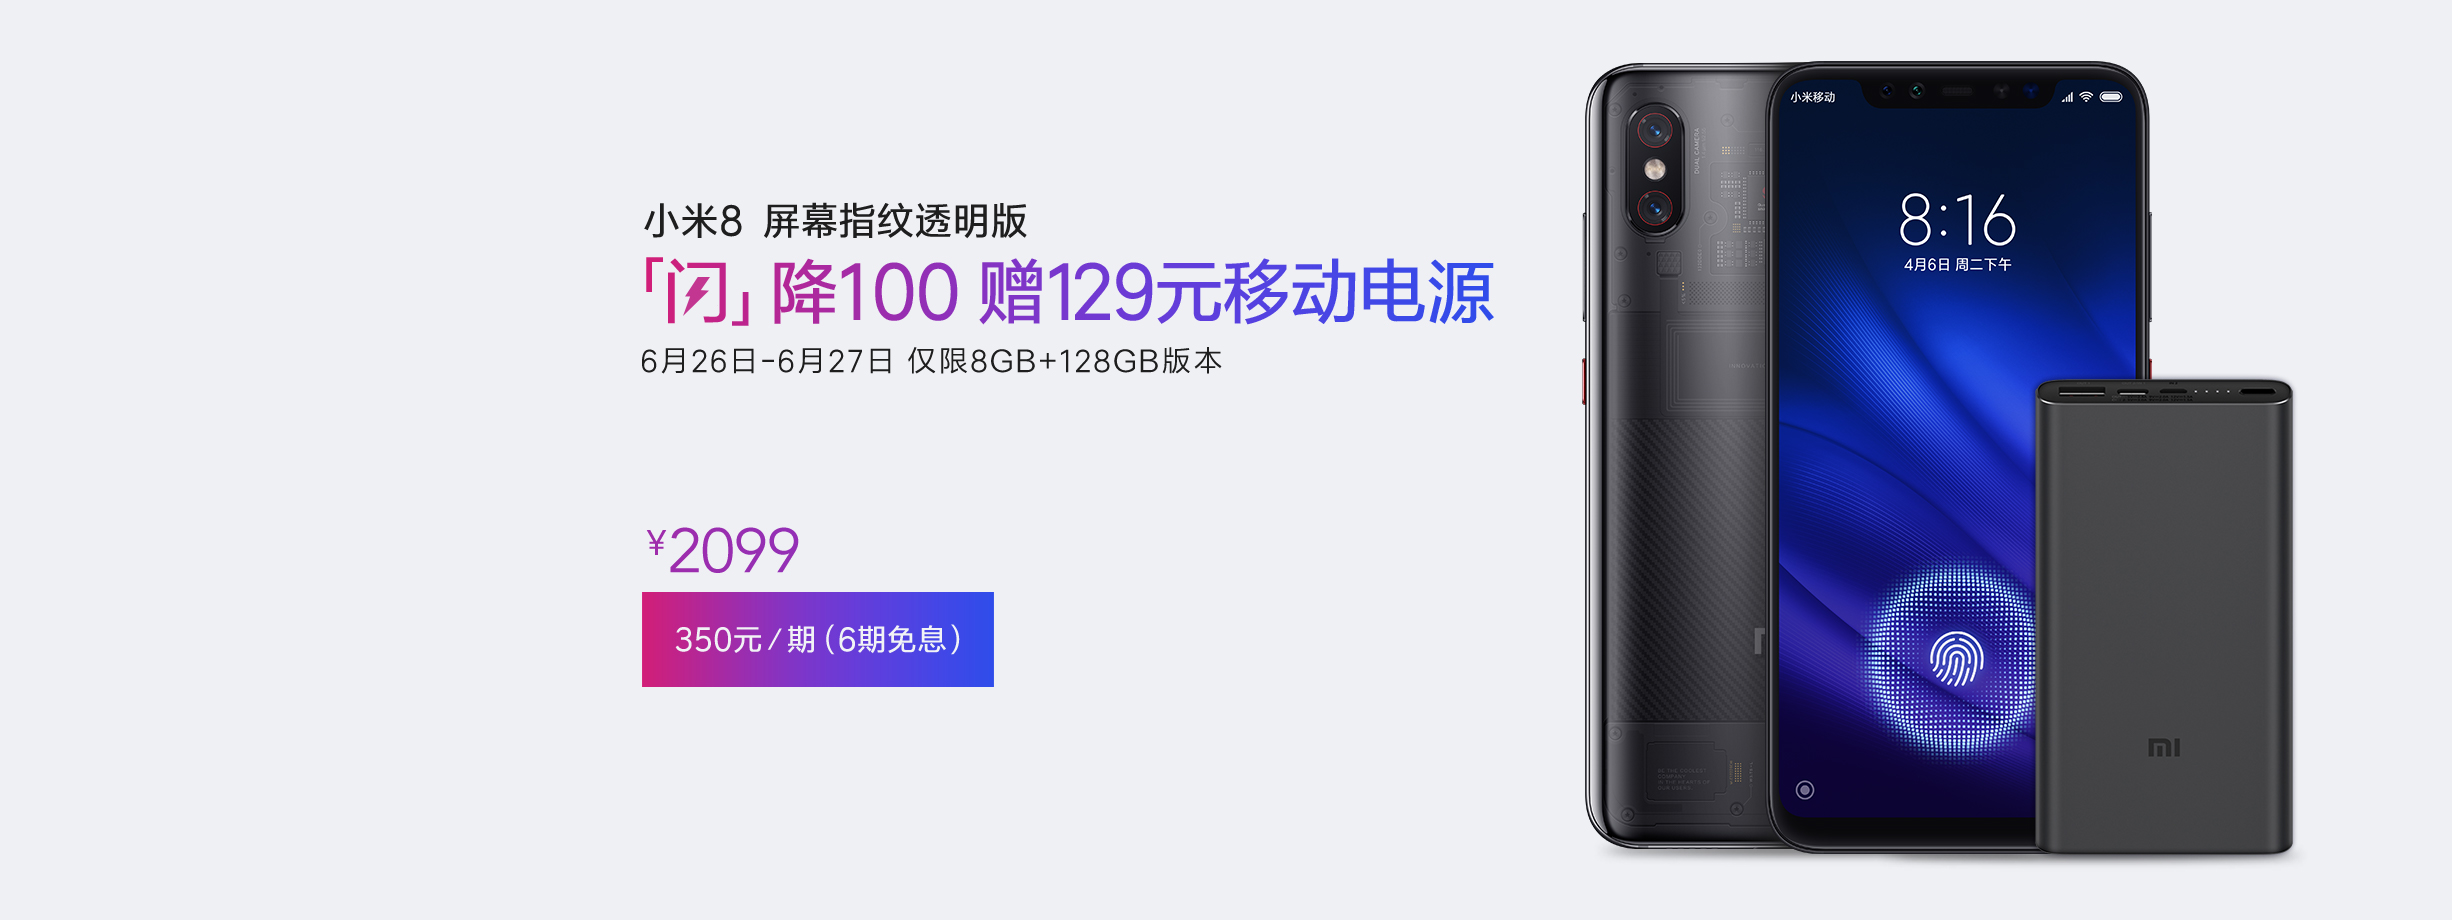 小米8 屏幕指纹透明版
「闪」降100 赠129元移动电源
6月26日-6月27日 仅限8GB+128GB版本
¥2099
350元/期(6期免息)
DUAL CAMERA
小米移动
8:16
4月6日 周二下午
mi